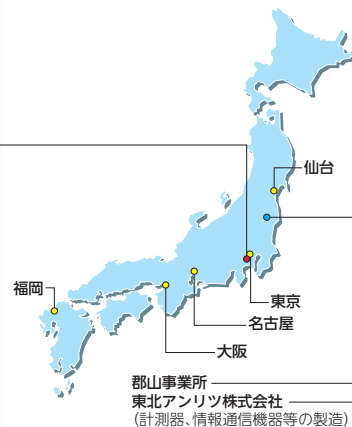 仙台
福岡
東京
名古屋
大阪
郡山事業所
東北アンリツ株式会社
(計測器、情報通信機器等の製造)